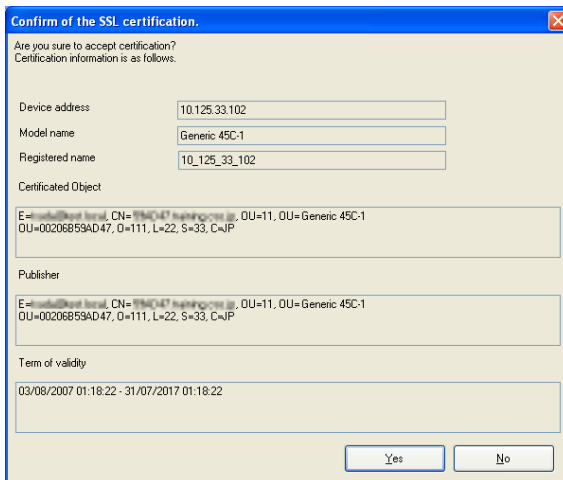 Confirm of the SSL certification.
Are you sure to accept certification?
Certification information is as follows.
Device address
10.125.33.102
Model name
Generic 45C-1
Registered name
10_125_33_102
Certificated Object
E= , CN= , OU=11, OU=Generic 45C-1
OU=00206B59AD47, O=111, L=22, S=33, C=JP
Publisher
E= , CN= , OU=11, OU=Generic 45C-1
OU=00206B59AD47, O=111, L=22, S=33, C=JP
Term of validity
03/08/2007 01:18:22 - 31/07/2017 01:18:22
Yes
No